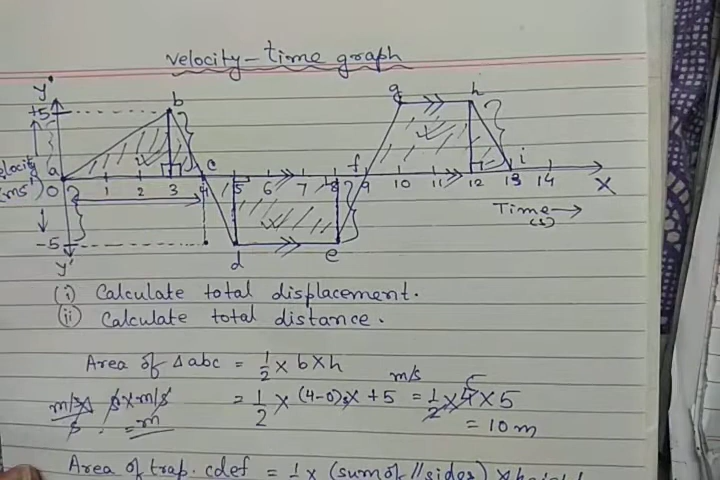 velocity - time graph
y
+5 b g h
velocity a c f i
(ms⁻¹) 0 1 2 3 4 5 6 7 8 9 10 11 12 13 14 X
Time →
(s)
-5
y' d e
(i) Calculate total displacement.
(ii) Calculate total distance.
Area of △abc = 1/2 × b × h
m/s
= 1/2 × (4-0)s × +5 = 1/2 × 4 × 5
m/s × s s × m/s
s = m = 10 m
Area of trap. cdef = 1/2 × (sum of // sides) × height